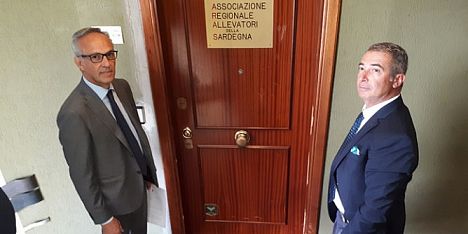 ASSOCIAZIONE
REGIONALE
ALLEVATORI
DELLA
SARDEGNA